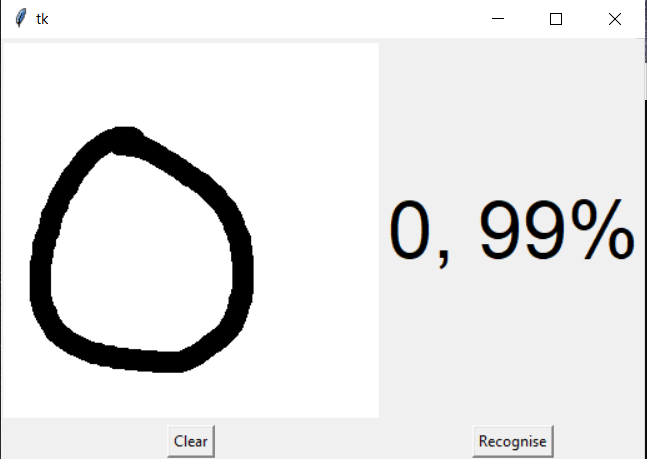 tk
0, 99%
Clear
Recognise